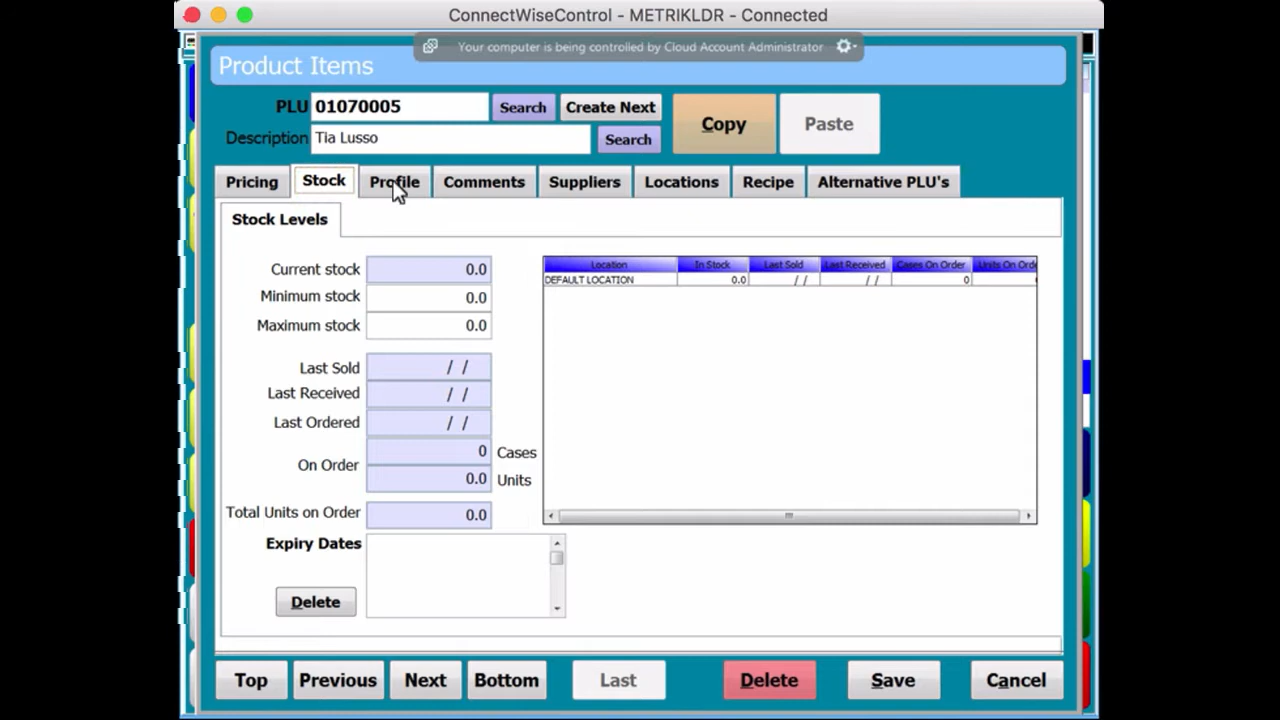 ConnectWiseControl - METRIKLDR - Connected
Your computer is being controlled by Cloud Account Administrator
Product Items
PLU 01070005 Search Create Next Copy Paste
Description Tia Lusso Search
Pricing Stock Profile Comments Suppliers Locations Recipe Alternative PLU's
Stock Levels
Current stock 0.0
Minimum stock 0.0
Maximum stock 0.0
Last Sold / /
Last Received / /
Last Ordered / /
On Order 0 Cases
0.0 Units
Total Units on Order 0.0
Expiry Dates
Delete
Location In Stock Last Sold Last Received Cases On Order Units On Orde
DEFAULT LOCATION 0.0 / / / / 0
Top Previous Next Bottom Last Delete Save Cancel